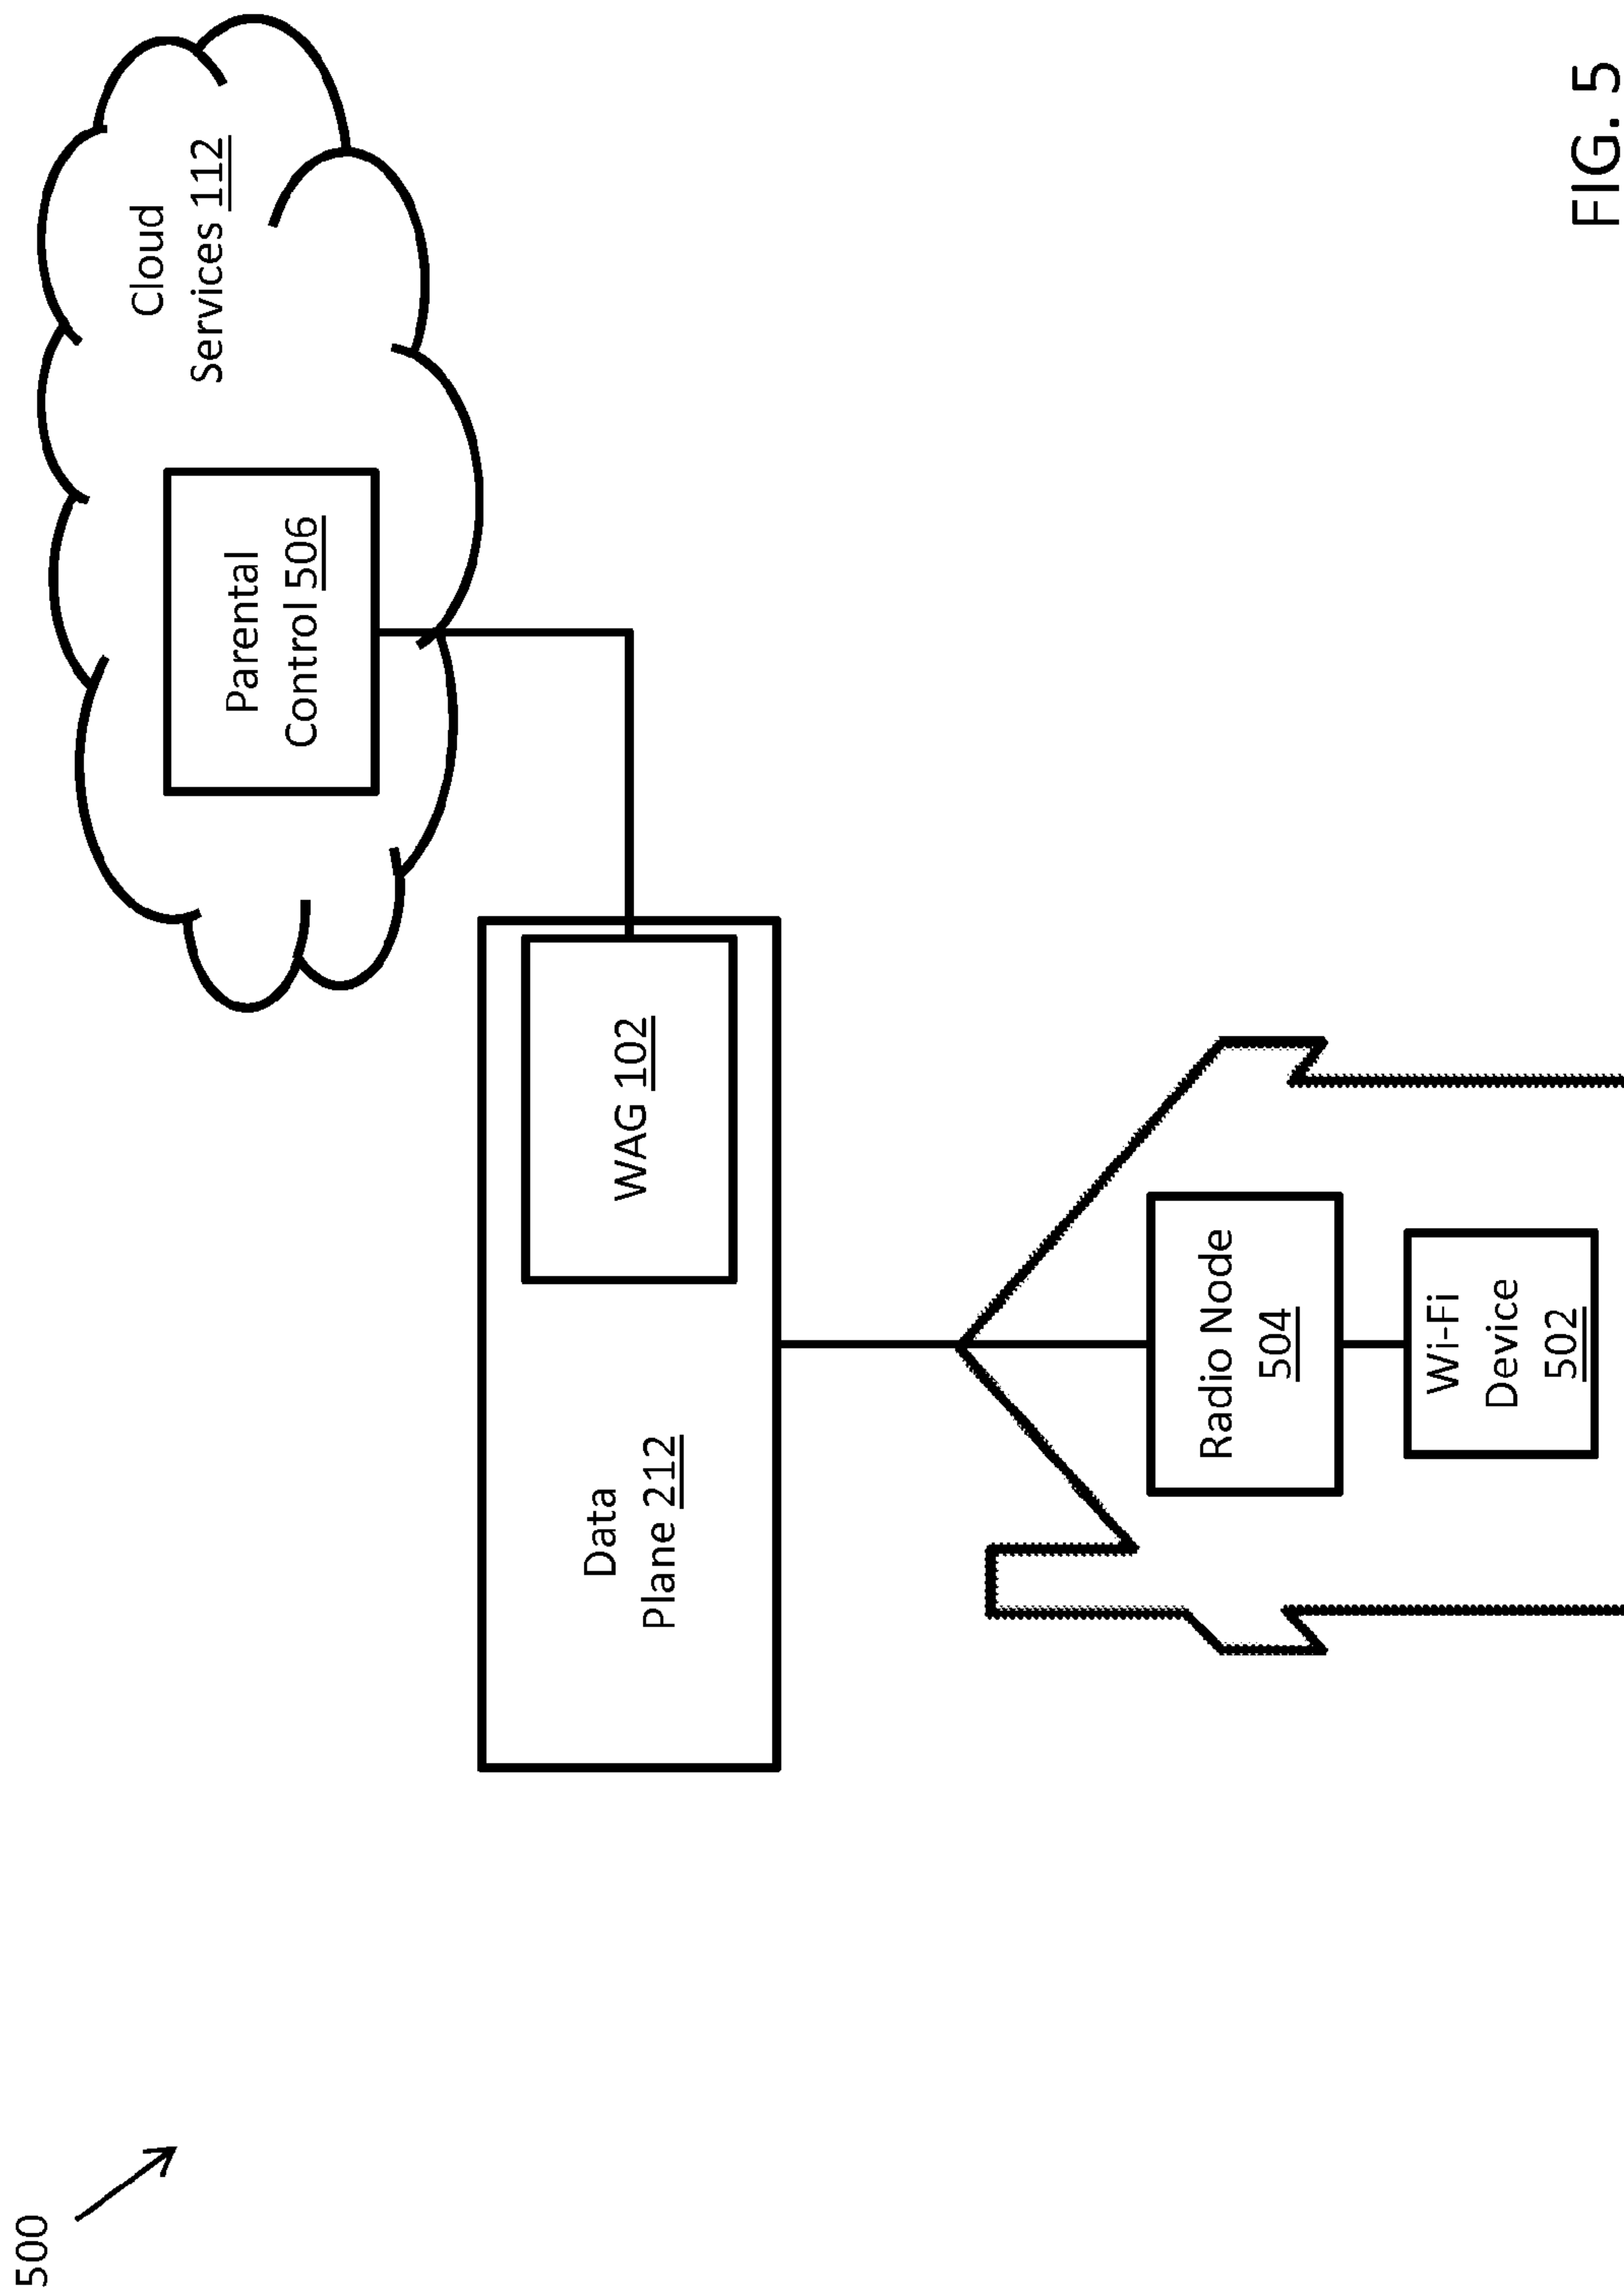 500
Cloud
Services 112
Parental
Control 506
Data
Plane 212
WAG 102
Radio Node
504
Wi-Fi
Device
502
FIG. 5